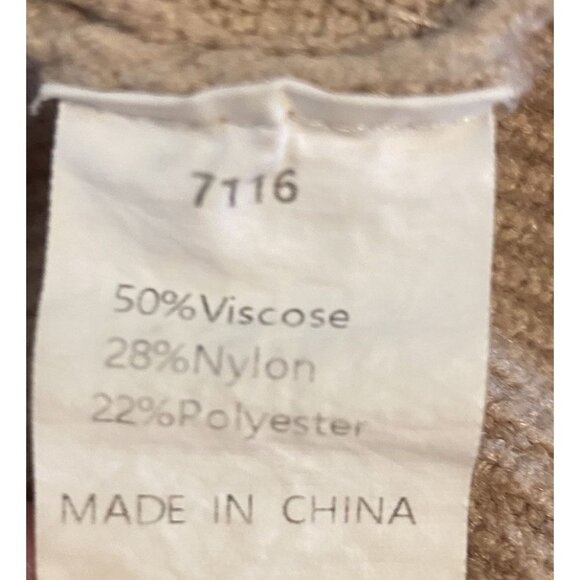 7116
50%Viscose
28%Nylon
22%Polyester
MADE IN CHINA